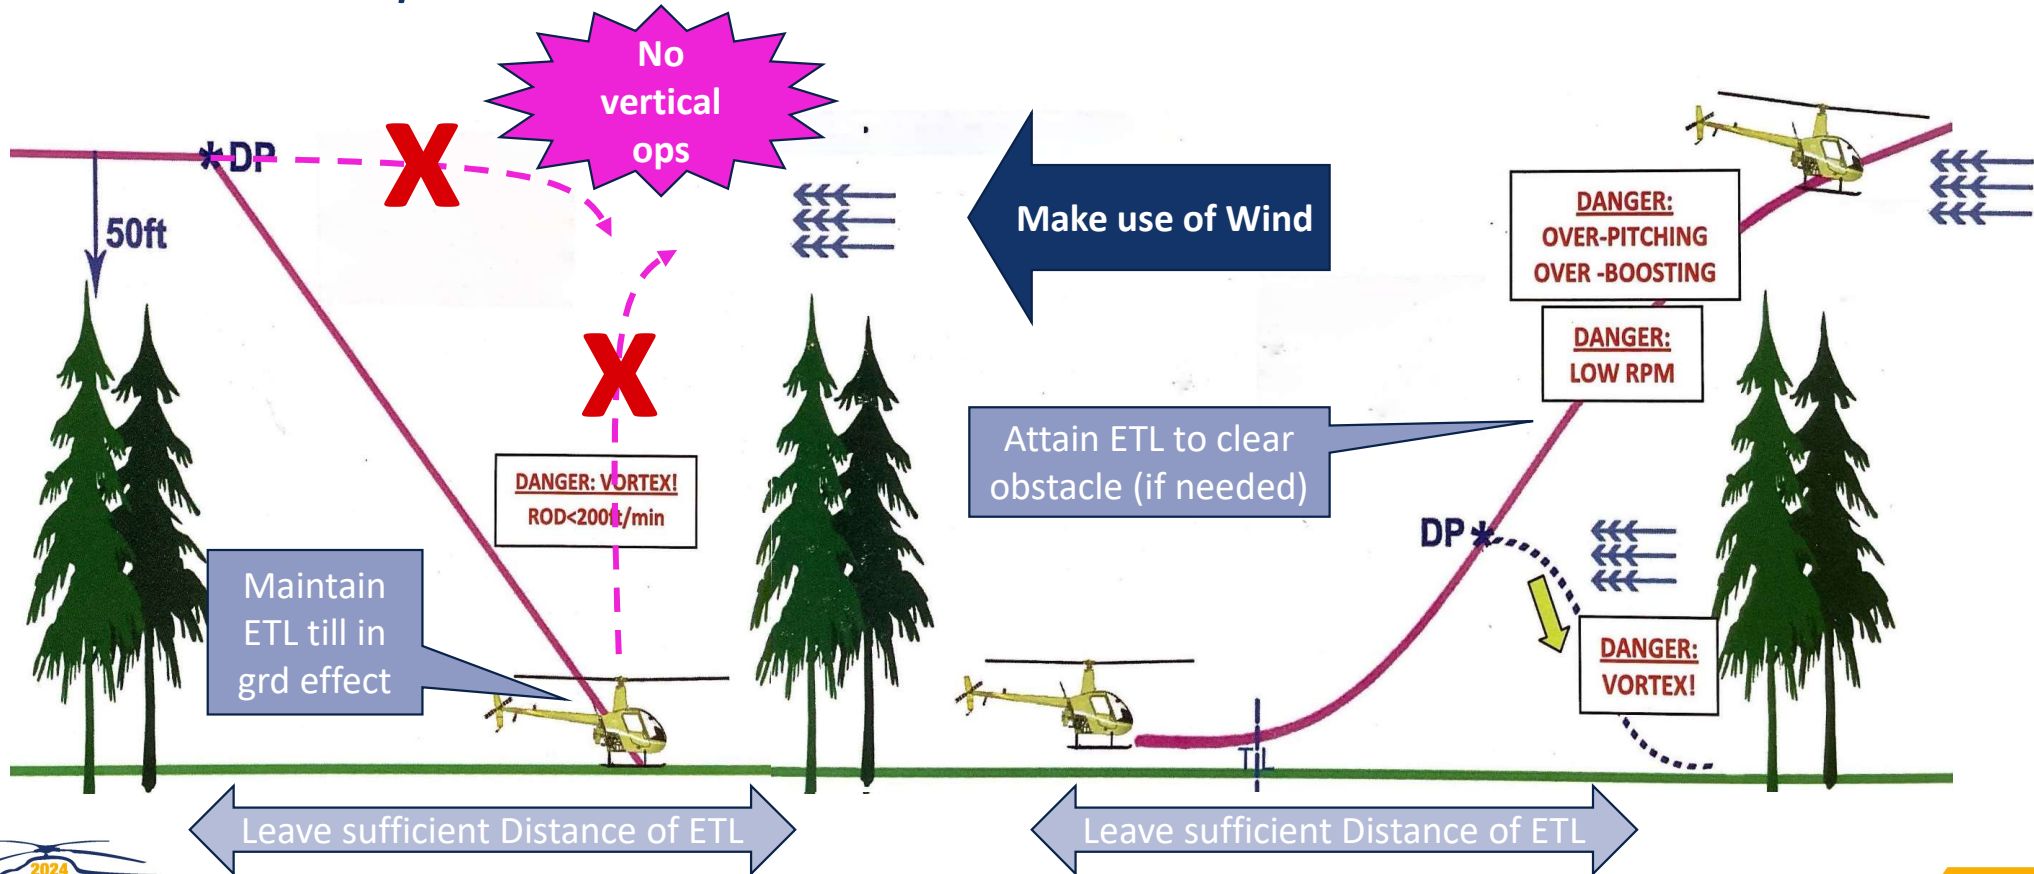 No
vertical
ops
DP
50ft
Make use of Wind
DANGER:
OVER-PITCHING
OVER -BOOSTING
DANGER:
LOW RPM
Attain ETL to clear
obstacle (if needed)
DANGER: VORTEX!
ROD<200ft/min
DP
Maintain
ETL till in
grd effect
DANGER:
VORTEX!
Leave sufficient Distance of ETL
Leave sufficient Distance of ETL
2024